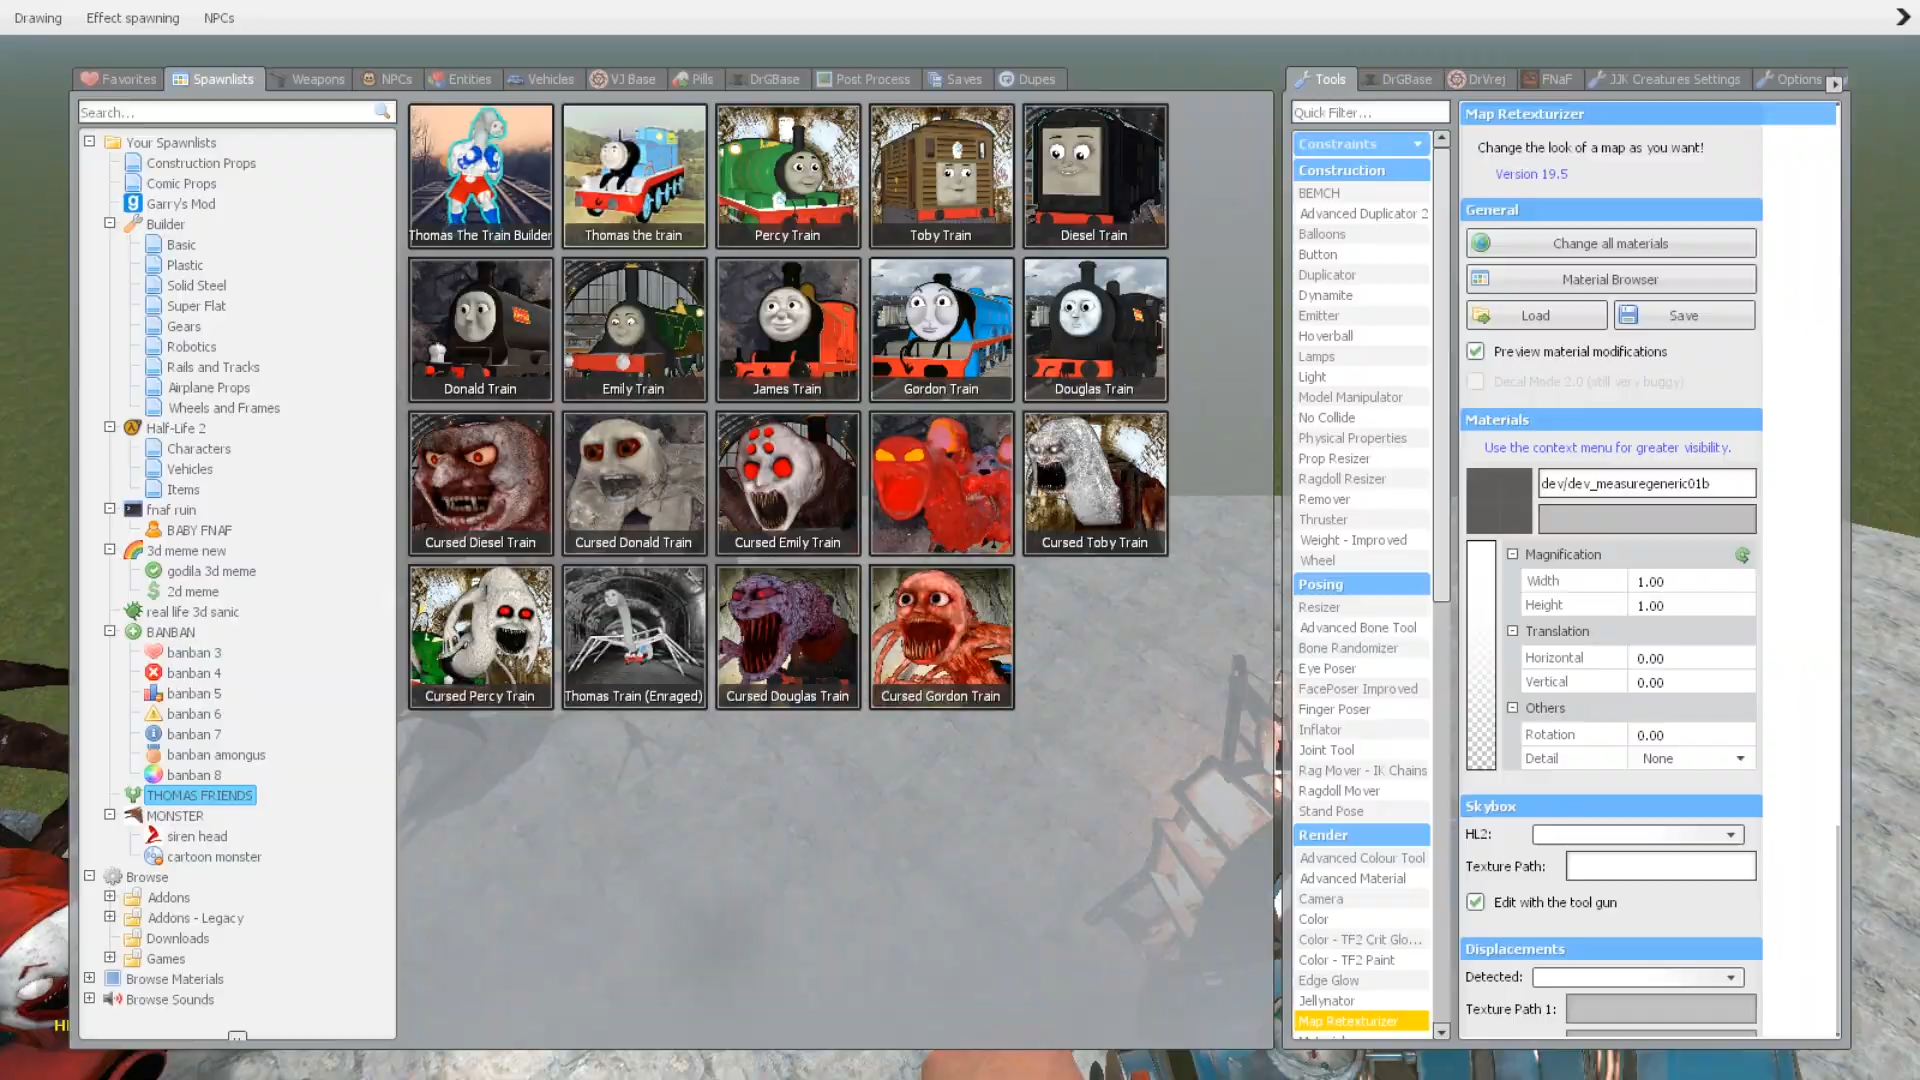 Drawing
Effect spawning
NPCs
Favorites
Spawnlists
Weapons
NPCs
Entities
Vehicles
VJ Base
Pills
DrGBase
Post Process
Saves
Dupes
Tools
DrGBase
DrVrej
FNaF
JJK Creatures Settings
Options
Search...
Your Spawnlists
Construction Props
Comic Props
Garry's Mod
Builder
Basic
Plastic
Solid Steel
Super Flat
Gears
Robotics
Rails and Tracks
Airplane Props
Wheels and Frames
Half-Life 2
Characters
Vehicles
Items
fnaf ruin
BABY FNAF
3d meme new
godila 3d meme
2d meme
real life 3d sanic
BANBAN
banban 3
banban 4
banban 5
banban 6
banban 7
banban amongus
banban 8
THOMAS FRIENDS
MONSTER
siren head
cartoon monster
Browse
Addons
Addons - Legacy
Downloads
Games
Browse Materials
Browse Sounds
Thomas The Train Builder
Thomas the train
Percy Train
Toby Train
Diesel Train
Donald Train
Emily Train
James Train
Gordon Train
Douglas Train
Cursed Diesel Train
Cursed Donald Train
Cursed Emily Train
Cursed Toby Train
Cursed Percy Train
Thomas Train (Enraged)
Cursed Douglas Train
Cursed Gordon Train
Quick Filter...
Constraints
Construction
BEMCH
Advanced Duplicator 2
Balloons
Button
Duplicator
Dynamite
Emitter
Hoverball
Lamps
Light
Model Manipulator
No Collide
Physical Properties
Prop Resizer
Ragdoll Resizer
Remover
Thruster
Weight - Improved
Wheel
Posing
Resizer
Advanced Bone Tool
Bone Randomizer
Eye Poser
FacePoser Improved
Finger Poser
Inflator
Joint Tool
Rag Mover - IK Chains
Ragdoll Mover
Stand Pose
Render
Advanced Colour Tool
Advanced Material
Camera
Color
Color - TF2 Crit Glo...
Color - TF2 Paint
Edge Glow
Jellynator
Map Retexturizer
Map Retexturizer
Change the look of a map as you want!
Version 19.5
General
Change all materials
Material Browser
Load
Save
Preview material modifications
Decal Mode 2.0 (still very buggy)
Materials
Use the context menu for greater visibility.
dev/dev_measuregeneric01b
Magnification
Width 1.00
Height 1.00
Translation
Horizontal 0.00
Vertical 0.00
Others
Rotation 0.00
Detail None
Skybox
HL2:
Texture Path:
Edit with the tool gun
Displacements
Detected:
Texture Path 1: